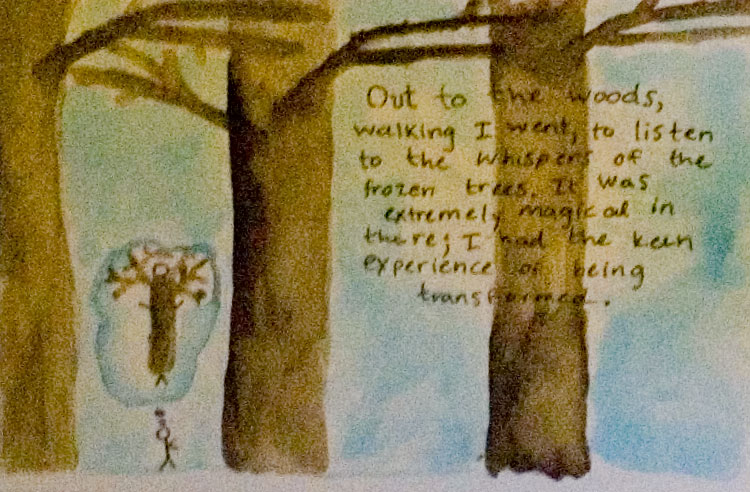 Out to the woods,
walking I went, to listen
to the whispers of the
frozen trees. It was
extremely magical in
there; I had the keen
experience of being
transformed.